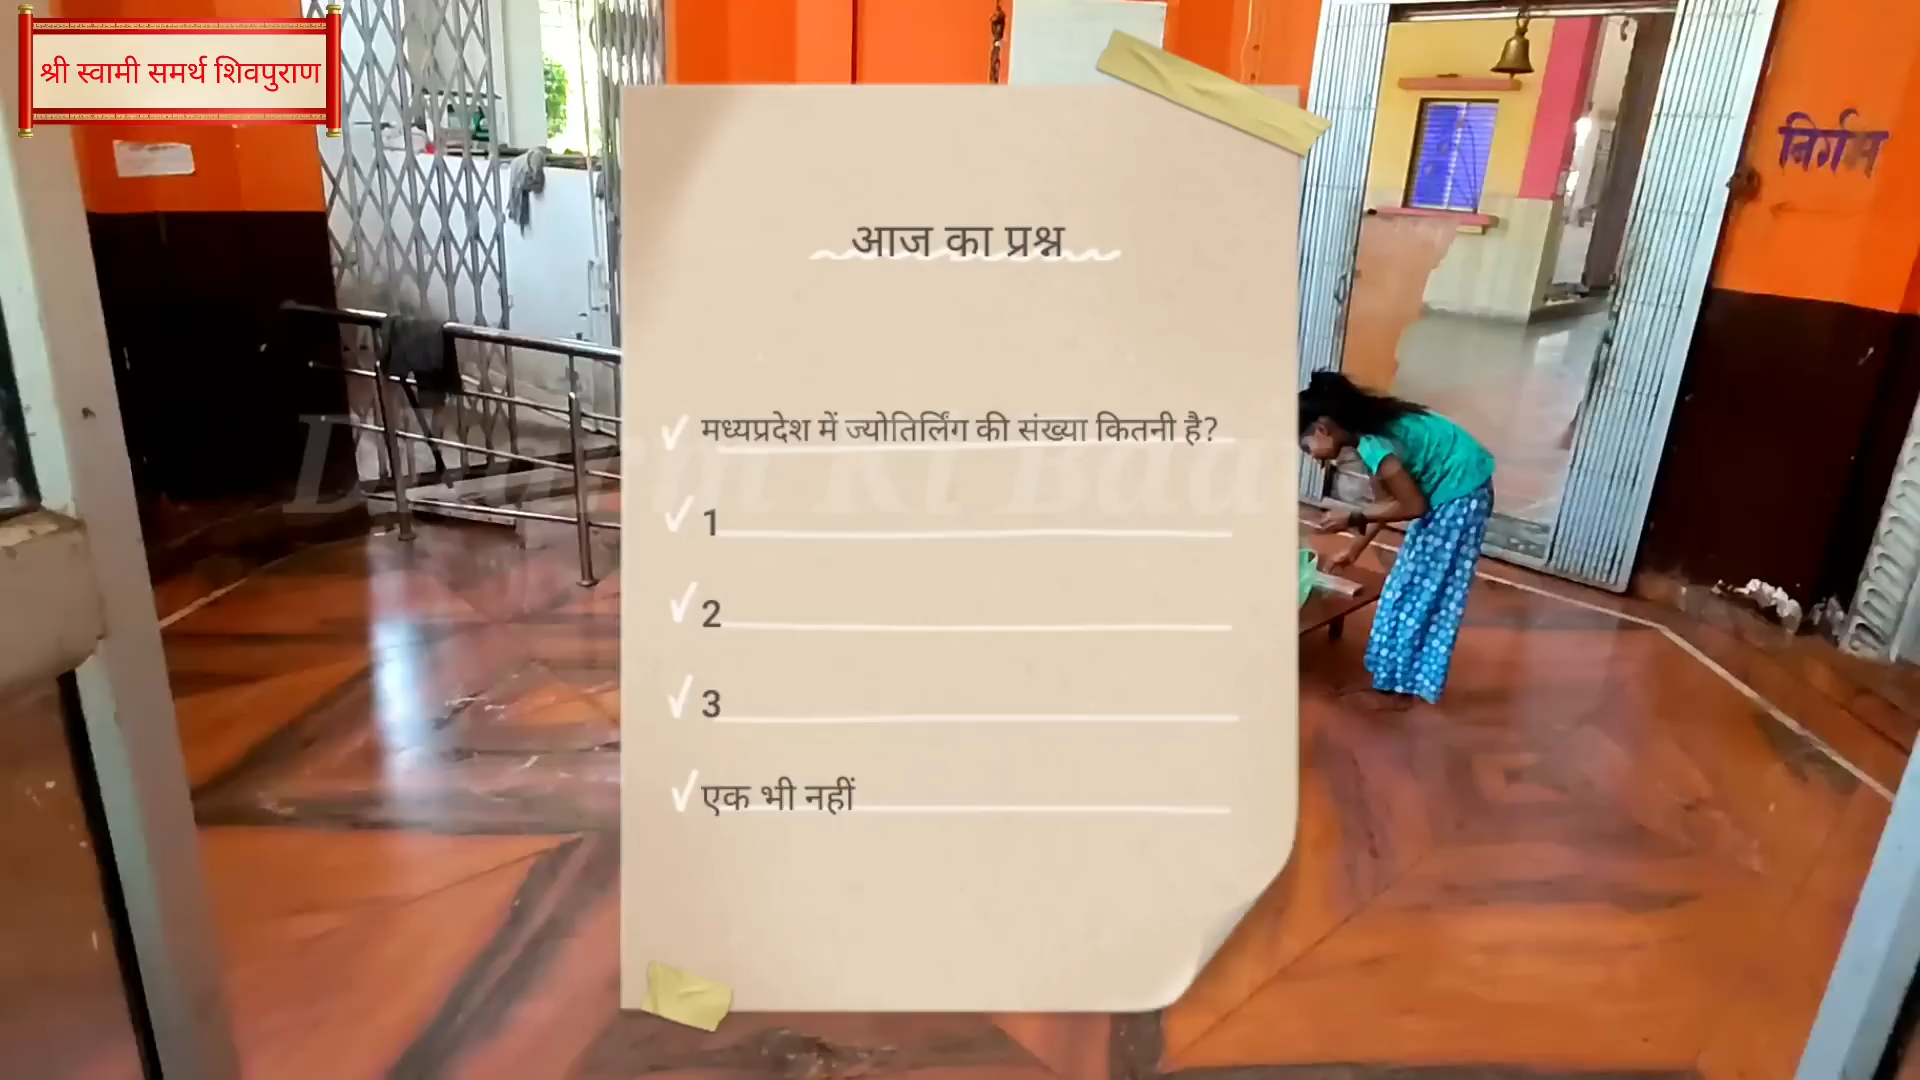 श्री स्वामी समर्थ शिवपुराण
निर्गम
आज का प्रश्न
मध्यप्रदेश में ज्योतिर्लिंग की संख्या कितनी है?
1
2
3
एक भी नहीं